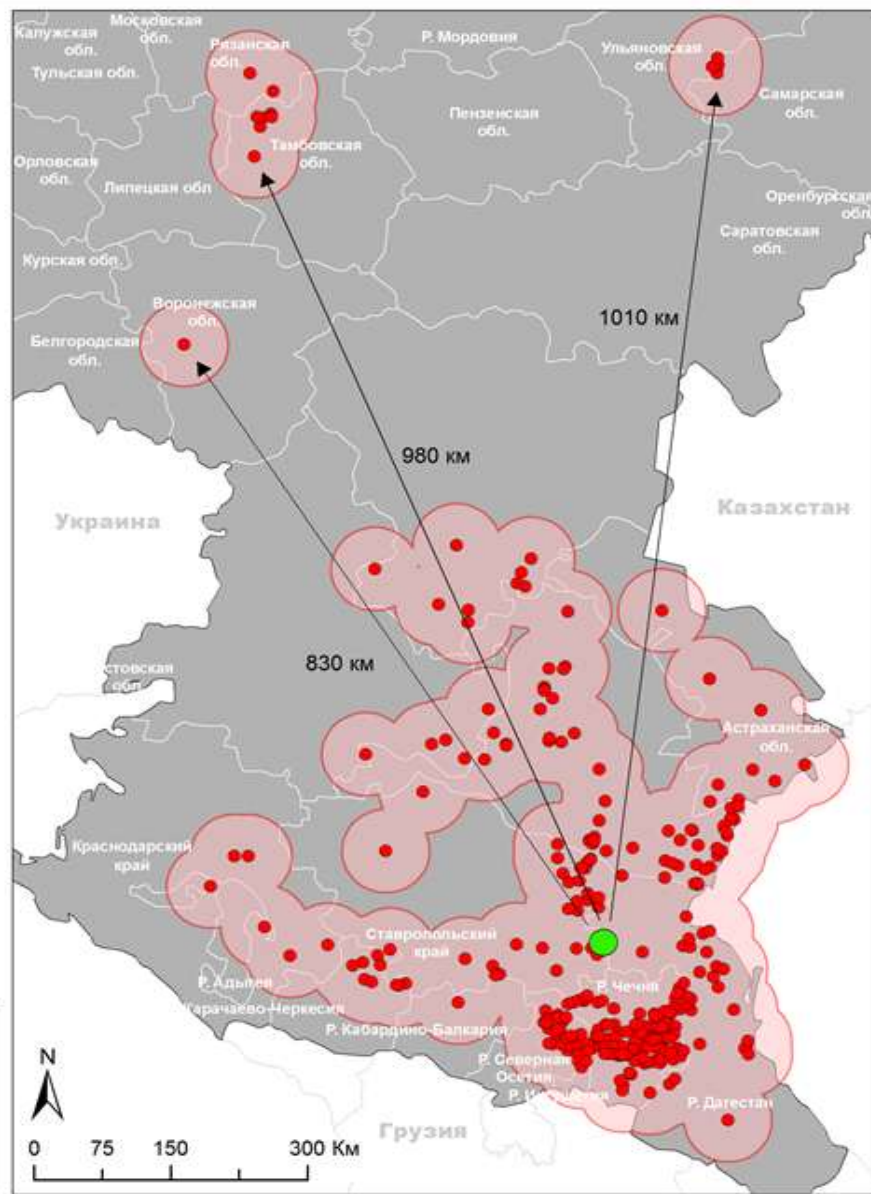 Калужская
обл.
Московская
обл.
Рязанская
обл.
Р. Мордовия
Ульяновская
обл.
Тульская обл.
Самарская
обл.
Пензенская
обл.
Орловская
обл.
Тамбовская
обл.
Липецкая обл
Оренбургская
обл.
Саратовская
обл.
Курская обл.
Воронежская
обл.
Белгородская
обл.
1010 км
980 км
Украина
Казахстан
830 км
стовская
обл
Астраханская
обл.
Краснодарский
край
Ставропольский
край
Р. Адыгея
Р. Чечня
Карачаево-Черкесия
Р. Кабардино-Балкария
Р. Северная
Осетия
Р. Ингушетия
Р. Дагестан
Грузия
N
0 75 150 300 Км